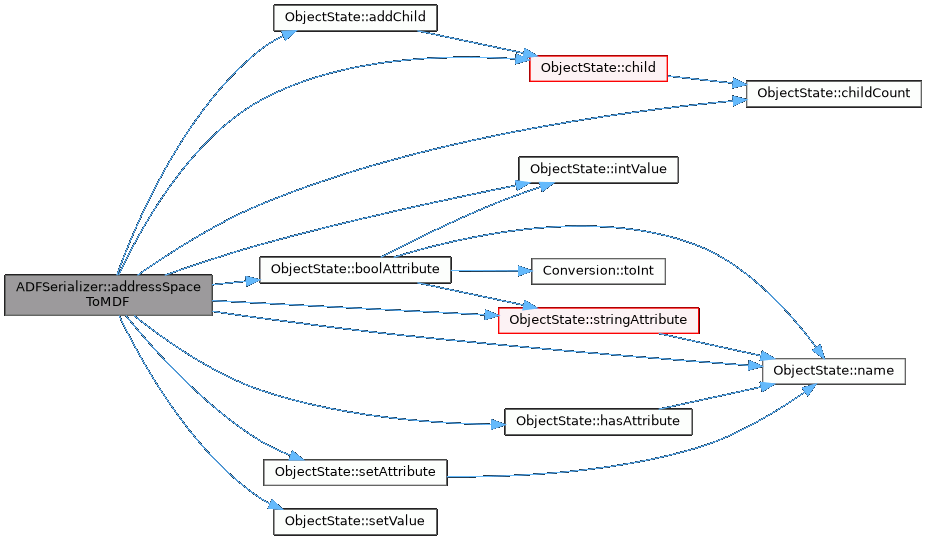 ObjectState::addChild
ObjectState::child
ObjectState::childCount
ObjectState::intValue
ObjectState::boolAttribute
Conversion::toInt
ADFSerializer::addressSpace
ToMDF
ObjectState::stringAttribute
ObjectState::name
ObjectState::hasAttribute
ObjectState::setAttribute
ObjectState::setValue